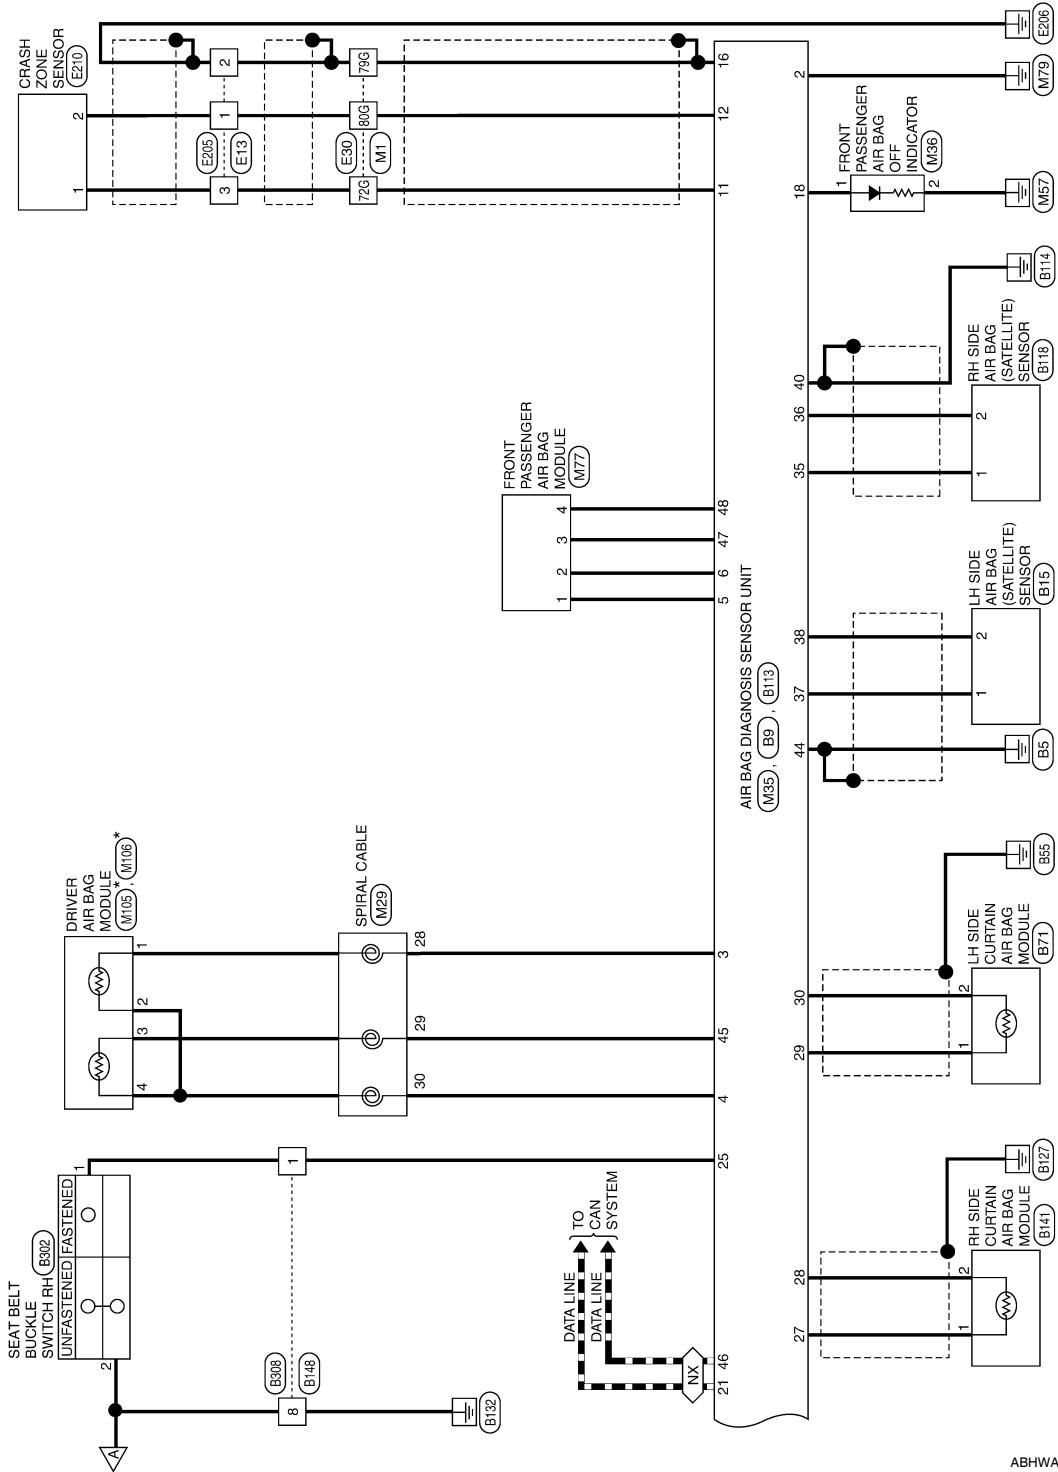 CRASH
ZONE
SENSOR
E210
2
1
2
1
3
E205
E13
79G
80G
72G
E30
M1
16
12
11
E206
2
M79
18
1
FRONT
PASSENGER
AIR BAG
OFF
INDICATOR
M36
2
M57
B114
40
36
35
RH SIDE
AIR BAG
(SATELLITE)
SENSOR
B118
2
1
FRONT
PASSENGER
AIR BAG
MODULE
M77
4
3
2
1
48
47
6
5
AIR BAG DIAGNOSIS SENSOR UNIT
M35, B9, B113
38
37
44
LH SIDE
AIR BAG
(SATELLITE)
SENSOR
B15
2
1
B5
DRIVER
AIR BAG
MODULE
M105*, M106*
1
2
3
4
SPIRAL CABLE
M29
28
29
30
3
45
4
B55
30
29
LH SIDE
CURTAIN
AIR BAG
MODULE
B71
2
1
SEAT BELT
BUCKLE
SWITCH RH
B302
UNFASTENED
FASTENED
1
2
A
1
8
B308
B148
B132
25
TO
CAN
SYSTEM
DATA LINE
DATA LINE
NX
46
21
B127
28
27
RH SIDE
CURTAIN
AIR BAG
MODULE
B141
2
1
ABHWA